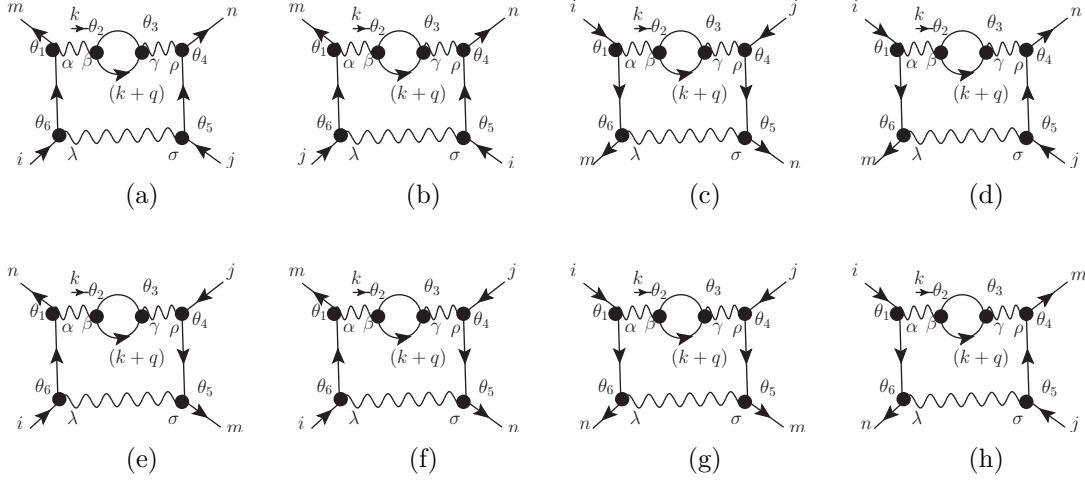 m n m n i j i n
k θ₂ θ₃ k θ₂ θ₃ k θ₂ θ₃ k θ₂ θ₃
θ₁ α β γ ρ θ₄ θ₁ α β γ ρ θ₄ θ₁ α β γ ρ θ₄ θ₁ α β γ ρ θ₄
(k + q) (k + q) (k + q) (k + q)
θ₆ θ₅ θ₆ θ₅ θ₆ θ₅ θ₆ θ₅
i λ σ j j λ σ i m λ σ n m λ σ j
(a) (b) (c) (d)
n j m j i j i m
k θ₂ θ₃ k θ₂ θ₃ k θ₂ θ₃ k θ₂ θ₃
θ₁ α β γ ρ θ₄ θ₁ α β γ ρ θ₄ θ₁ α β γ ρ θ₄ θ₁ α β γ ρ θ₄
(k + q) (k + q) (k + q) (k + q)
θ₆ θ₅ θ₆ θ₅ θ₆ θ₅ θ₆ θ₅
i λ σ m i λ σ n n λ σ m n λ σ j
(e) (f) (g) (h)